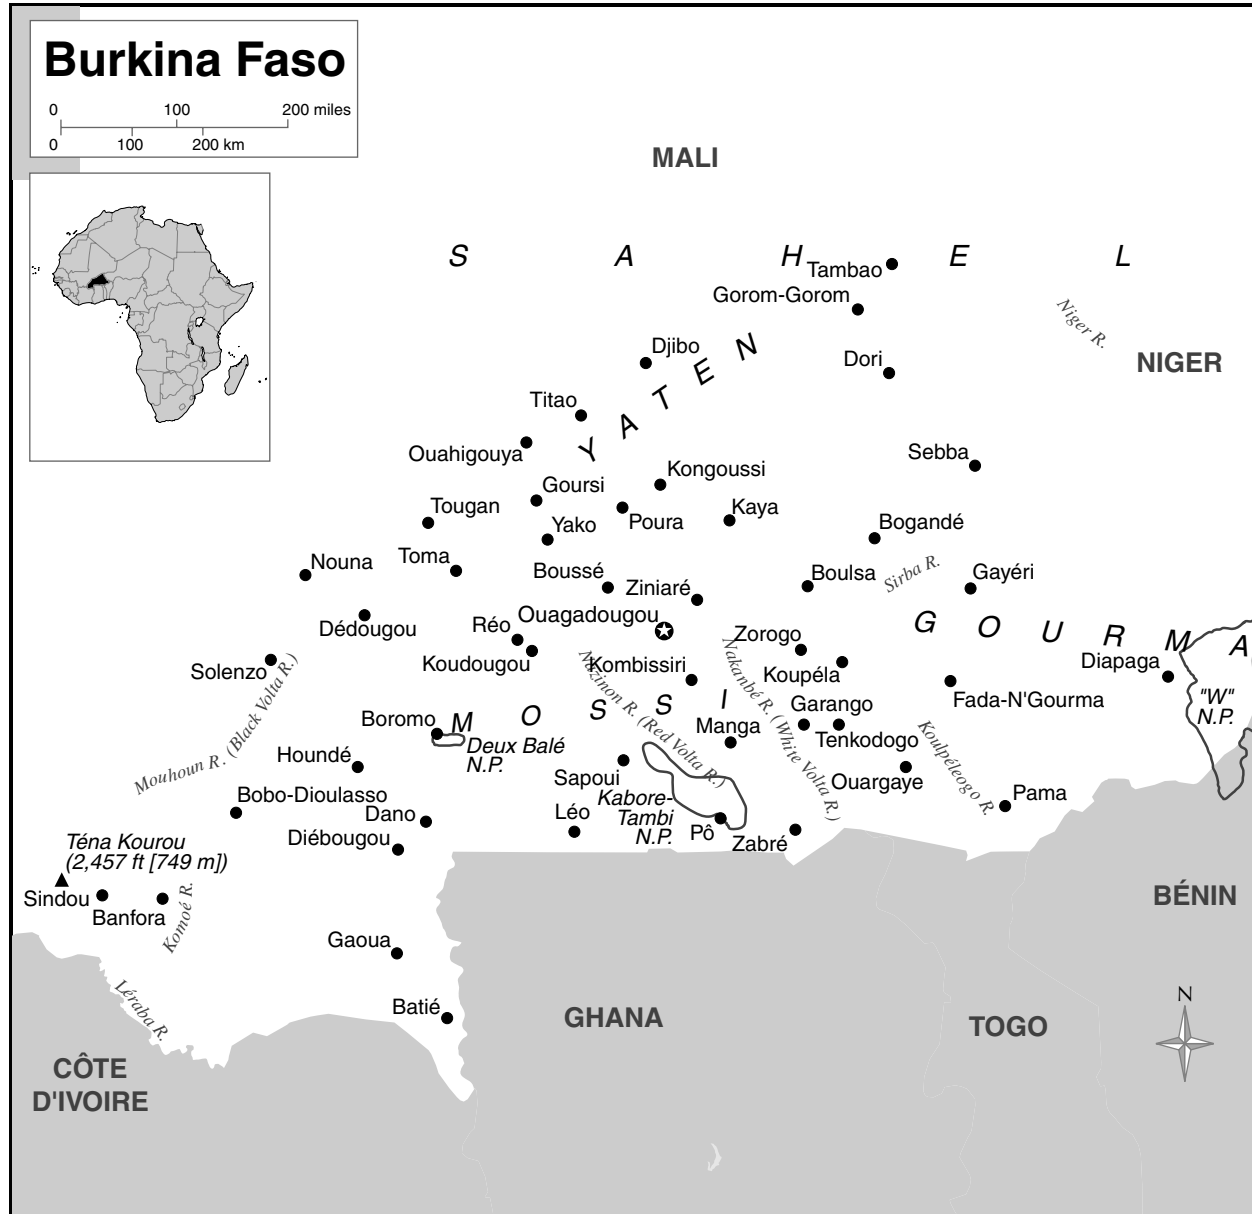 Burkina Faso
0 100 200 miles
0 100 200 km
MALI
S A H E L
Tambao
Gorom-Gorom
Niger R.
Djibo
Dori
NIGER
Y A T E N
Titao
Ouahigouya
Sebba
Kongoussi
Goursi
Tougan
Poura
Kaya
Yako
Bogandé
Nouna
Toma
Boussé
Ziniaré
Boulsa
Sirba R.
Gayéri
Ouagadougou
Dédougou
Réo
Zorogo
G O U R M A
Koudougou
Kombissiri
Koupéla
Diapaga
Solenzo
Nazinon R. (Red Volta R.)
Nakanbé R. (White Volta R.)
Fada-N'Gourma
"W"
N.P.
Mouhoun R. (Black Volta R.)
Boromo
M O S S I
Garango
Manga
Tenkodogo
Koulpéleogo R.
Deux Balé
N.P.
Houndé
Sapoui
Ouargaye
Bobo-Dioulasso
Kabore-
Tambi
N.P.
Pama
Dano
Léo
Pô
Zabré
Diébougou
Téna Kourou
(2,457 ft [749 m])
Sindou
Banfora
Komoé R.
BÉNIN
Gaoua
Léraba R.
Batié
GHANA
TOGO
N
CÔTE
D'IVOIRE